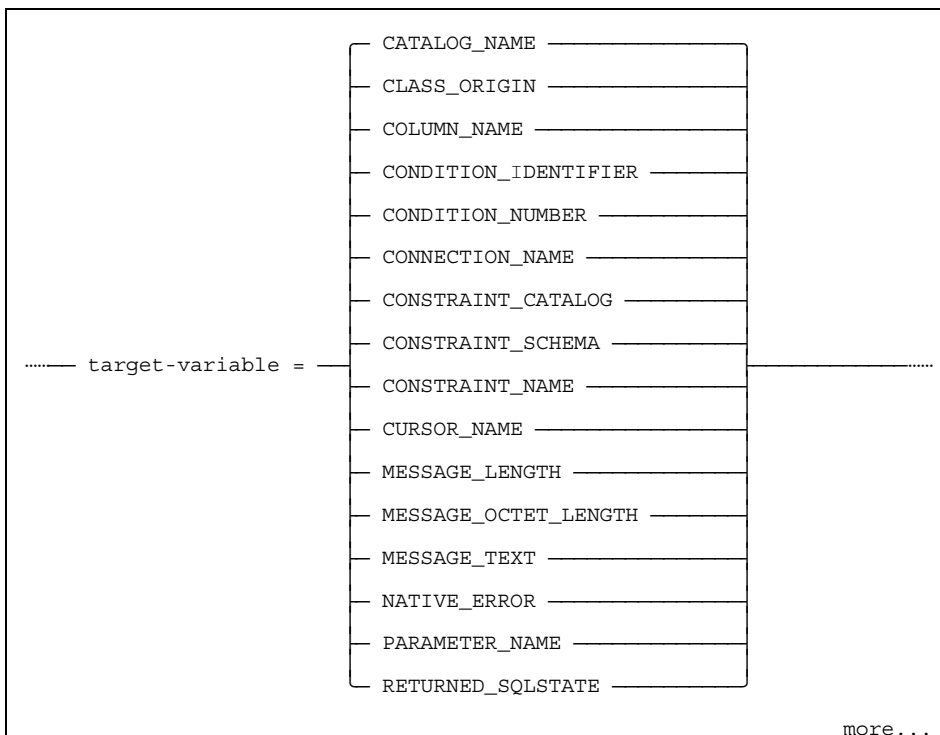 CATALOG_NAME
CLASS_ORIGIN
COLUMN_NAME
CONDITION_IDENTIFIER
CONDITION_NUMBER
CONNECTION_NAME
CONSTRAINT_CATALOG
CONSTRAINT_SCHEMA
target-variable =
CONSTRAINT_NAME
CURSOR_NAME
MESSAGE_LENGTH
MESSAGE_OCTET_LENGTH
MESSAGE_TEXT
NATIVE_ERROR
PARAMETER_NAME
RETURNED_SQLSTATE
more...